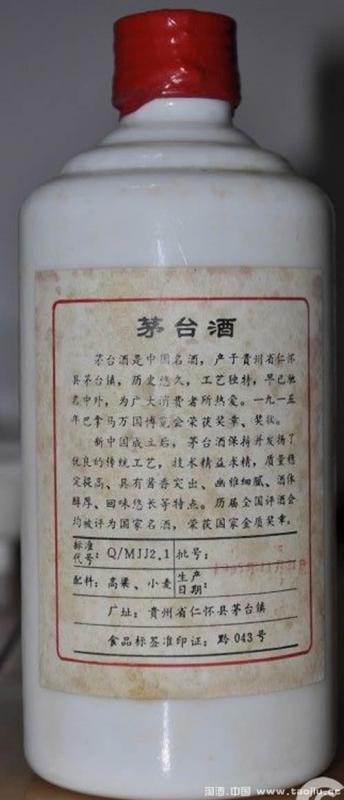 茅台酒
茅台酒是中国名酒，产于贵州省仁怀
县茅台镇，历史悠久，工艺独特，早已驰
名中外，为广大消费者所热爱。一九一五
年巴拿马万国博览会荣获奖章、奖状。
新中国成立后，茅台酒保持并发扬了
优良的传统工艺，技术精益求精，质量稳
定提高、具有酱香突出、幽雅细腻、酒体
醇厚、回味悠长等特点。历届全国评酒会
均被评为国家名酒，荣获国家金质奖章。
标准代号：Q/MJJ2.1 批号：
配料：高粱、小麦 生产日期：
厂址：贵州省仁怀县茅台镇
食品标签准印证：黔043号
淘酒.中国 www.taojiu.cc